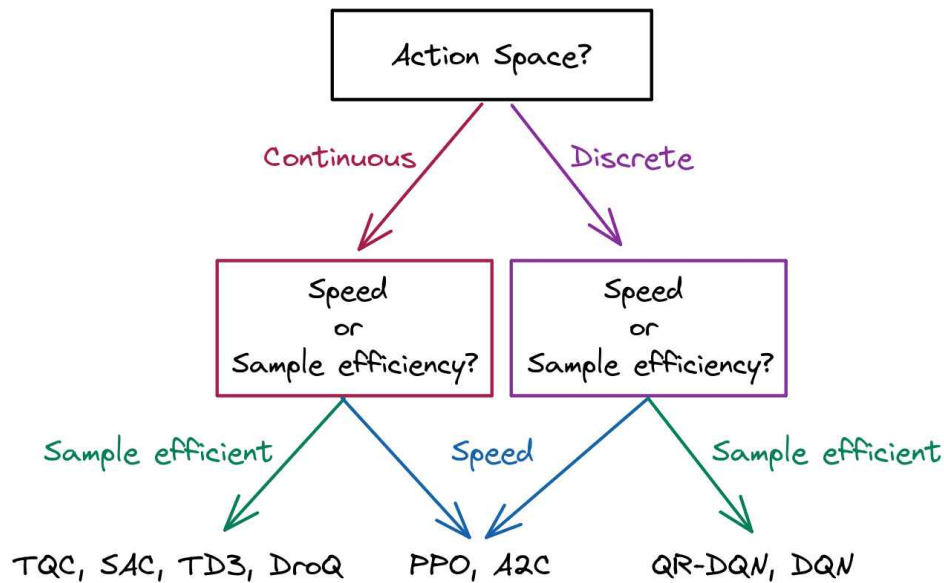 Action Space?
Continuous
Discrete
Speed
or
Sample efficiency?
Speed
or
Sample efficiency?
Sample efficient
Speed
Sample efficient
TQC, SAC, TD3, DroQ
PPO, A2C
QR-DQN, DQN